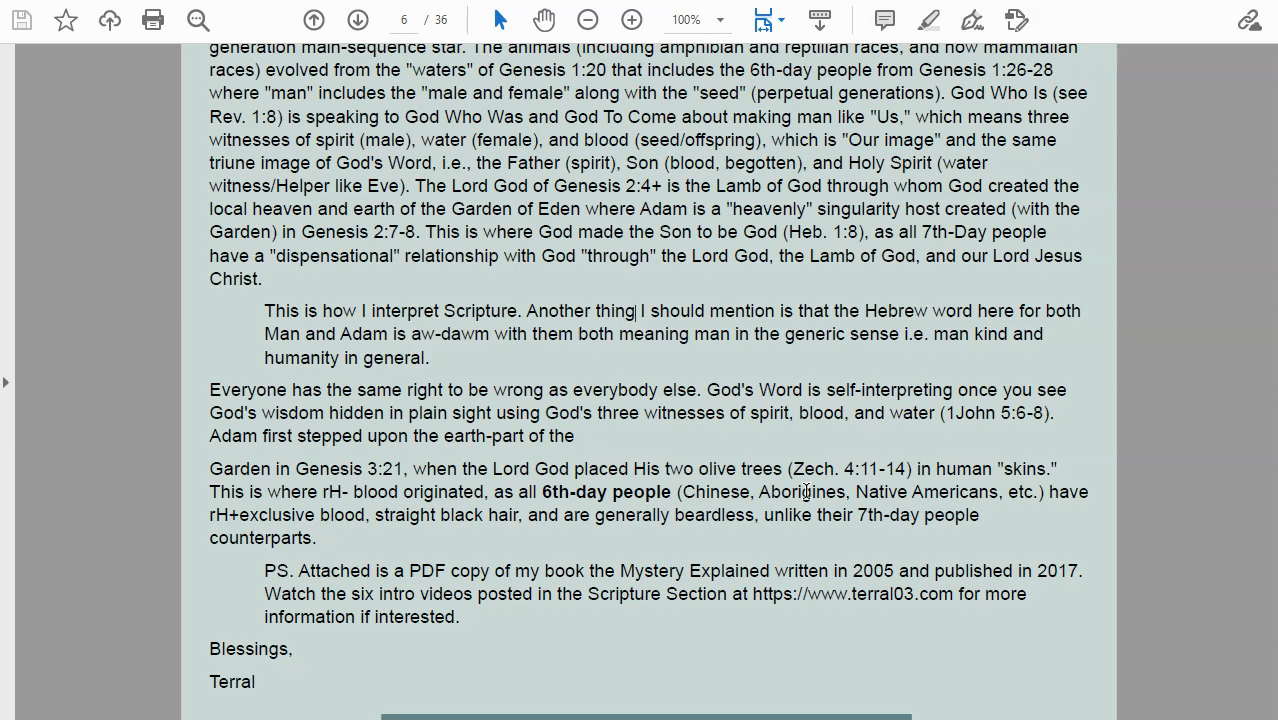 6 / 36
100%
generation main-sequence star. The animals (including amphibian and reptilian races, and now mammalian
races) evolved from the "waters" of Genesis 1:20 that includes the 6th-day people from Genesis 1:26-28
where "man" includes the "male and female" along with the "seed" (perpetual generations). God Who Is (see
Rev. 1:8) is speaking to God Who Was and God To Come about making man like "Us," which means three
witnesses of spirit (male), water (female), and blood (seed/offspring), which is "Our image" and the same
triune image of God's Word, i.e., the Father (spirit), Son (blood, begotten), and Holy Spirit (water
witness/Helper like Eve). The Lord God of Genesis 2:4+ is the Lamb of God through whom God created the
local heaven and earth of the Garden of Eden where Adam is a "heavenly" singularity host created (with the
Garden) in Genesis 2:7-8. This is where God made the Son to be God (Heb. 1:8), as all 7th-Day people
have a "dispensational" relationship with God "through" the Lord God, the Lamb of God, and our Lord Jesus
Christ.
This is how I interpret Scripture. Another thing I should mention is that the Hebrew word here for both
Man and Adam is aw-dawm with them both meaning man in the generic sense i.e. man kind and
humanity in general.
Everyone has the same right to be wrong as everybody else. God's Word is self-interpreting once you see
God's wisdom hidden in plain sight using God's three witnesses of spirit, blood, and water (1John 5:6-8).
Adam first stepped upon the earth-part of the
Garden in Genesis 3:21, when the Lord God placed His two olive trees (Zech. 4:11-14) in human "skins."
This is where rH- blood originated, as all 6th-day people (Chinese, Aborigines, Native Americans, etc.) have
rH+exclusive blood, straight black hair, and are generally beardless, unlike their 7th-day people
counterparts.
PS. Attached is a PDF copy of my book the Mystery Explained written in 2005 and published in 2017.
Watch the six intro videos posted in the Scripture Section at https://www.terral03.com for more
information if interested.
Blessings,
Terral